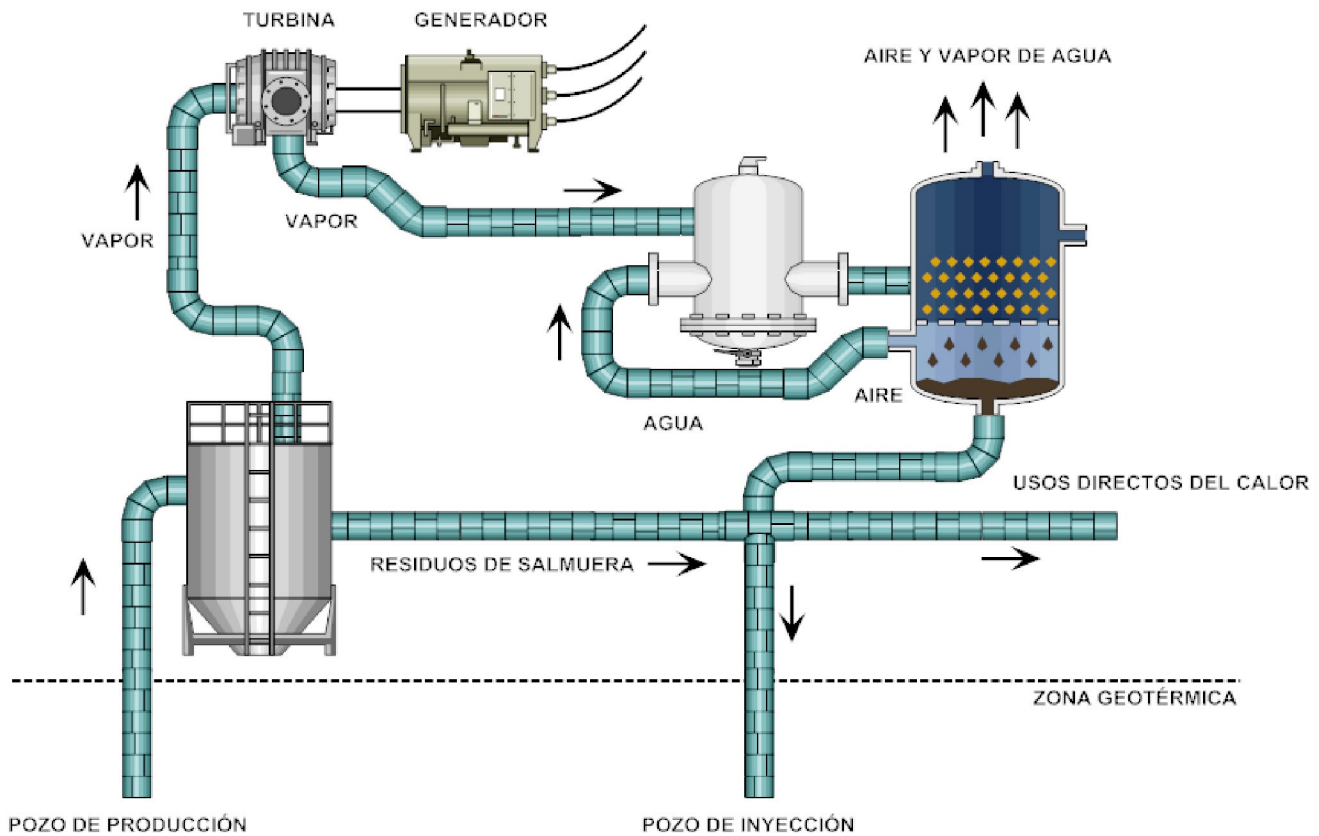 TURBINA
GENERADOR
AIRE Y VAPOR DE AGUA
VAPOR
VAPOR
AIRE
AGUA
USOS DIRECTOS DEL CALOR
RESIDUOS DE SALMUERA
ZONA GEOTÉRMICA
POZO DE PRODUCCIÓN
POZO DE INYECCIÓN